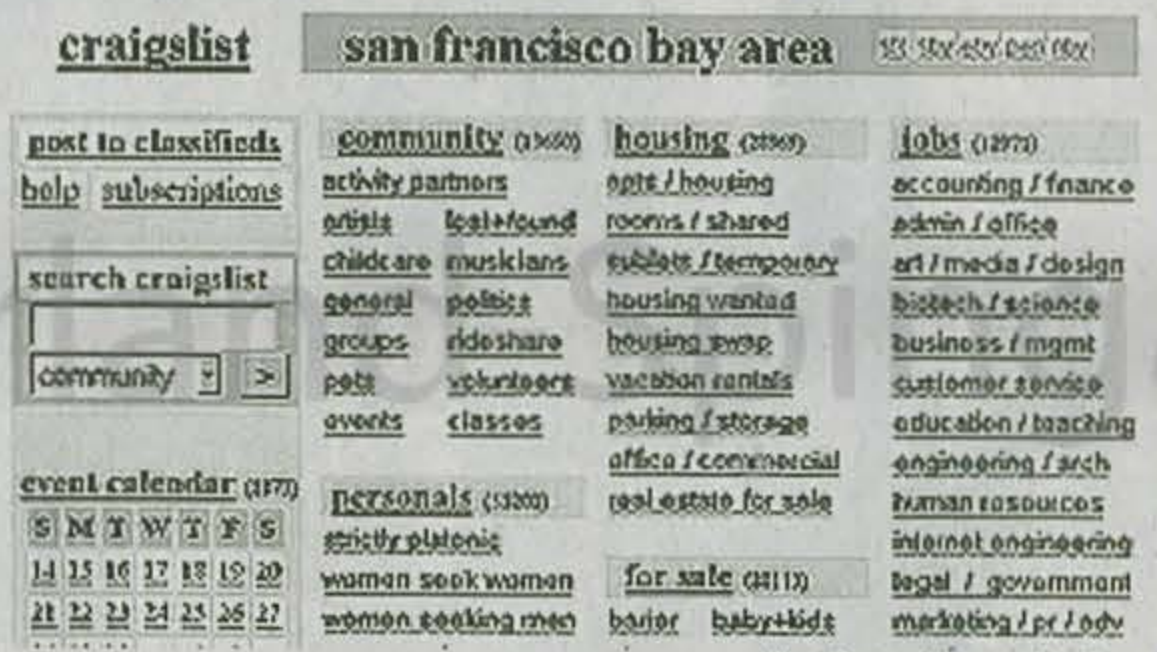 craigslist
san francisco bay area
post to classifieds
help subscriptions
search craigslist
community >
event calendar
S M T W T F S
14 15 16 17 18 19 20
21 22 23 24 25 26 27
community
activity partners
artists lost+found
childcare musicians
general politics
groups rideshare
pets volunteers
events classes
personals
strictly platonic
women seek women
women seeking men
housing
apts / housing
rooms / shared
sublets / temporary
housing wanted
housing swap
vacation rentals
parking / storage
office / commercial
real estate for sale
for sale
barter baby+kids
jobs
accounting / finance
admin / office
art / media / design
biotech / science
business / mgmt
customer service
education / teaching
engineering / arch
human resources
internet engineering
legal / government
marketing / pr / adv